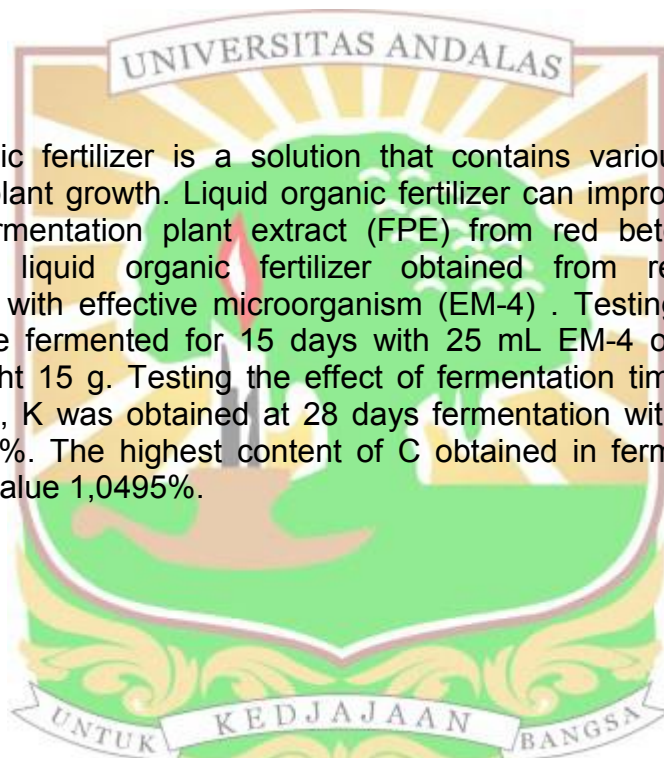 UNIVERSITAS ANDALAS
ic fertilizer is a solution that contains vario
plant growth. Liquid organic fertilizer can impro
rmentation plant extract (FPE) from red bet
liquid organic fertilizer obtained from re
with effective microorganism (EM-4) . Testing
e fermented for 15 days with 25 mL EM-4 o
ht 15 g. Testing the effect of fermentation tim
, K was obtained at 28 days fermentation wit
%. The highest content of C obtained in ferm
alue 1,0495%.
UNTUK KEDJAJAAN BANGSA